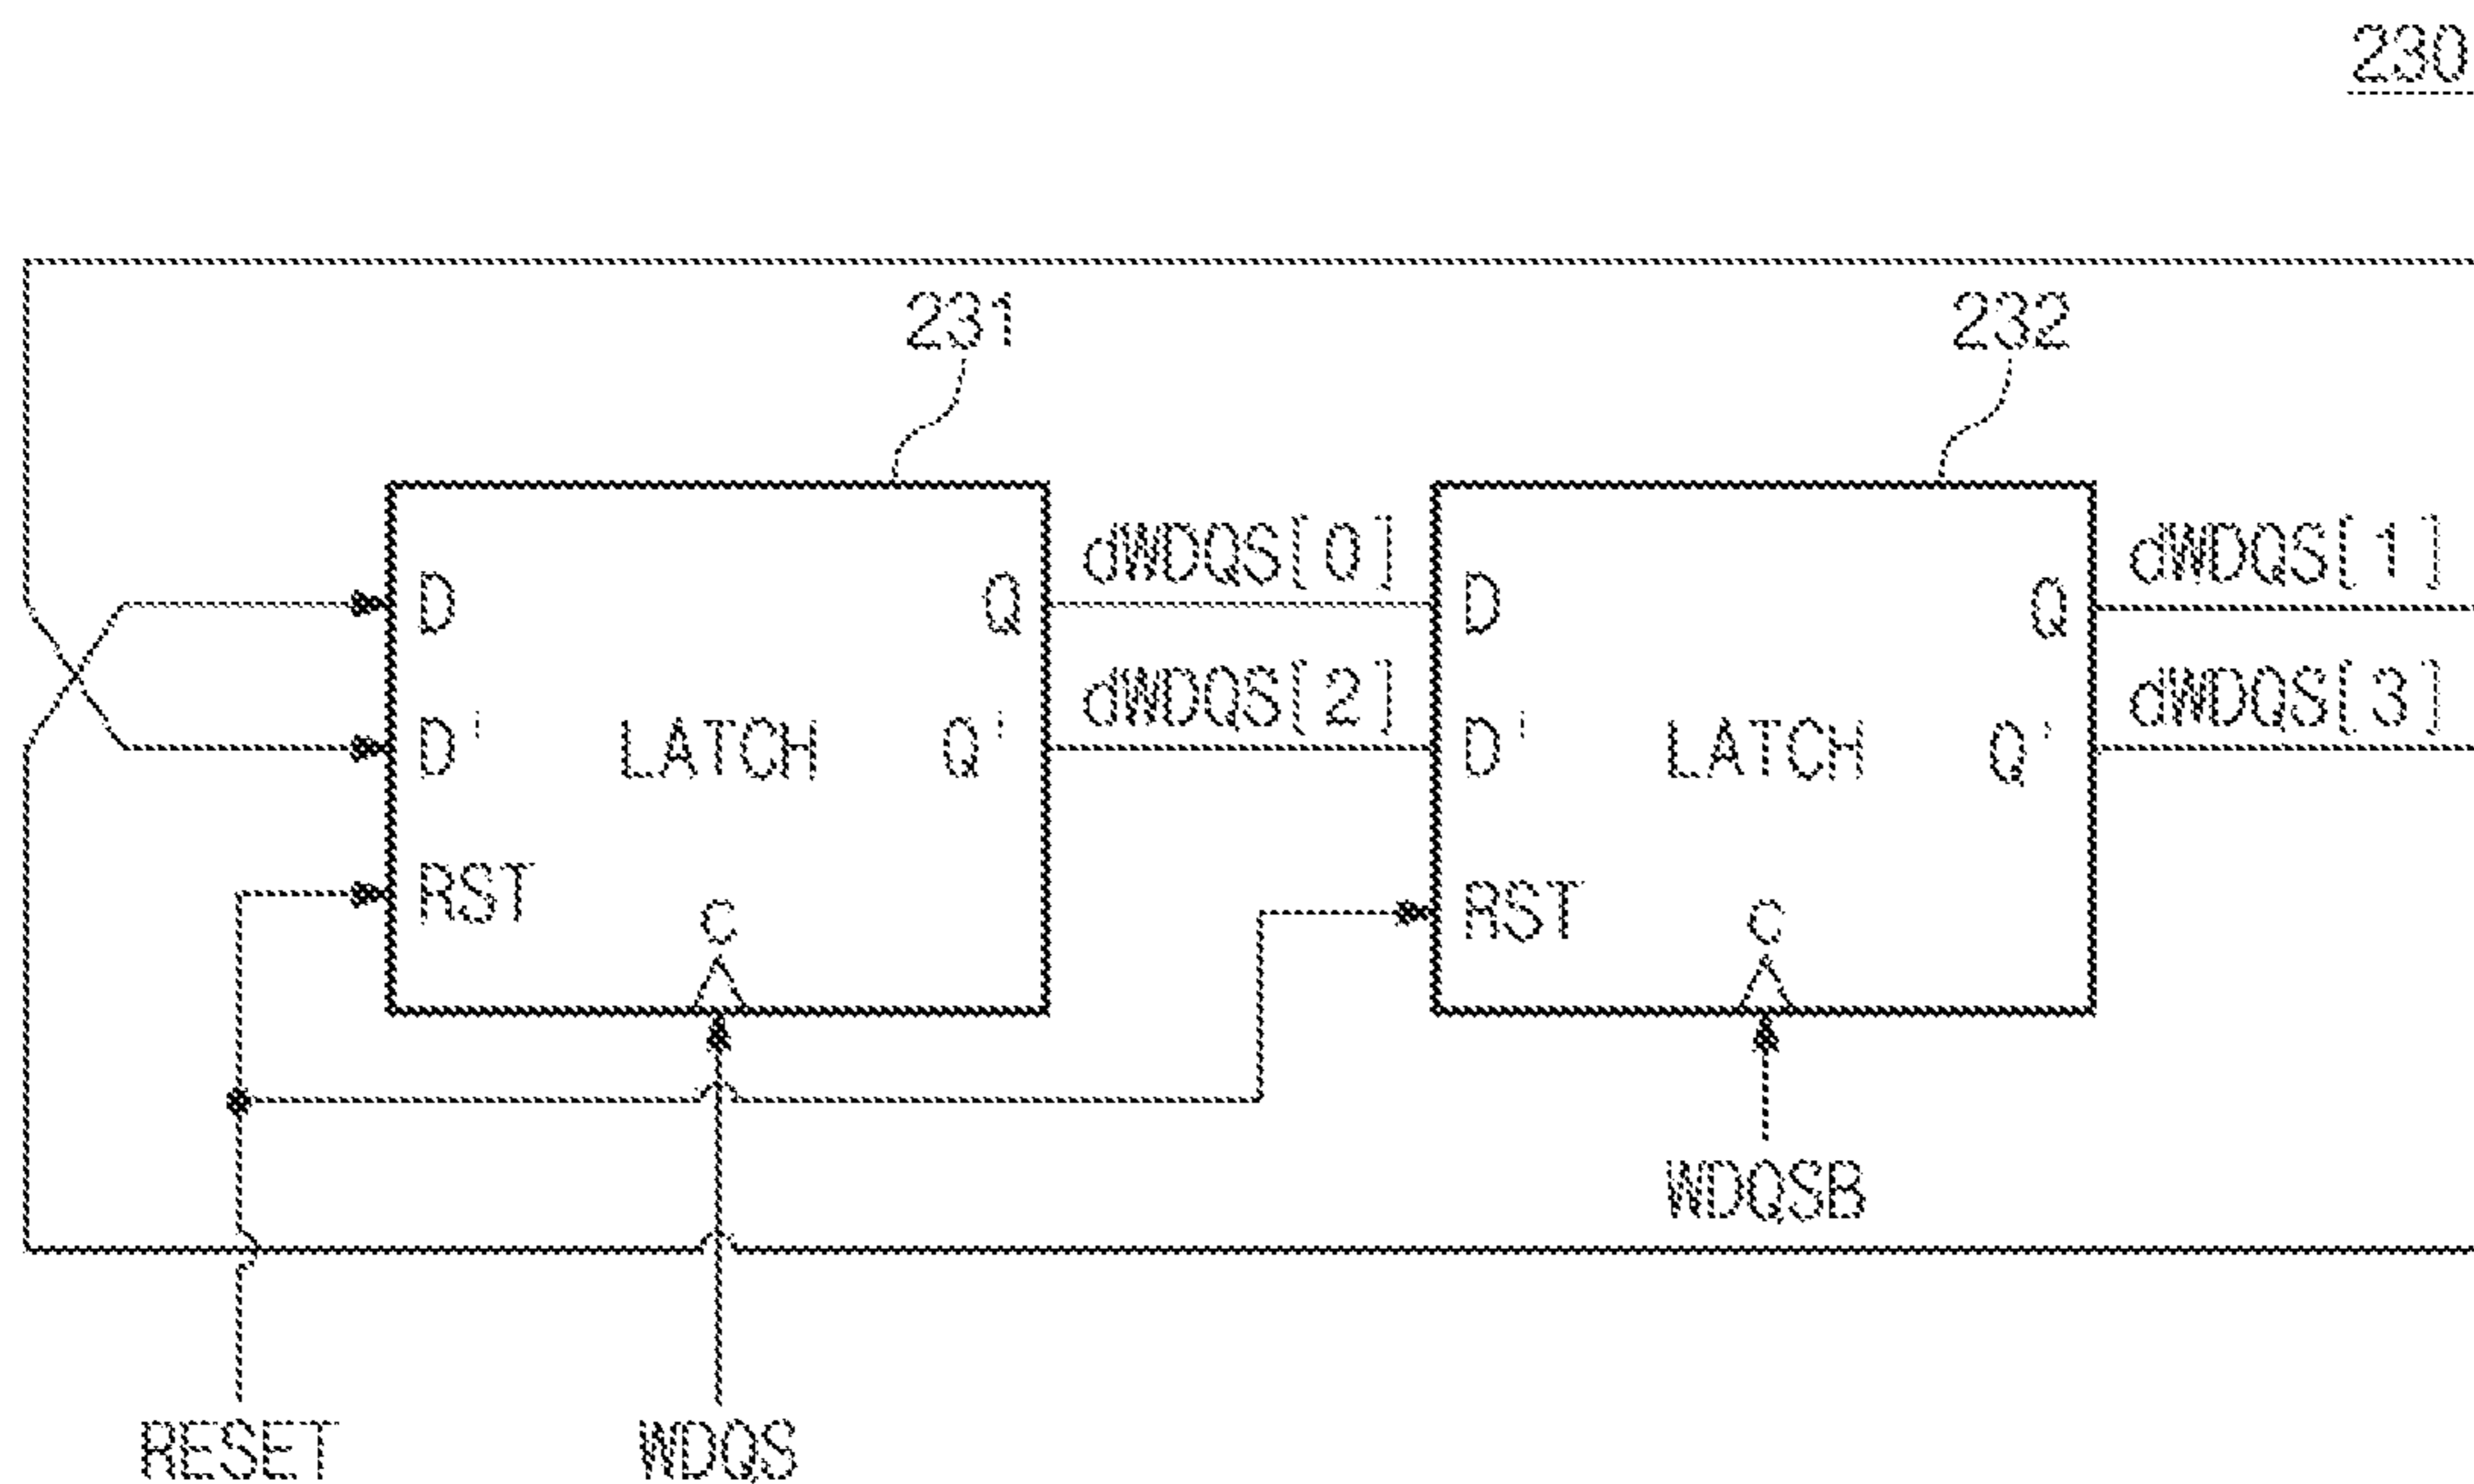 230
231
232
dWDQS[0]
dWDQS[1]
D
Q
D
Q
dWDQS[2]
dWDQS[3]
D'
LATCH
Q'
D'
LATCH
Q'
RST
C
RST
C
WDQSB
RESET
WDQS